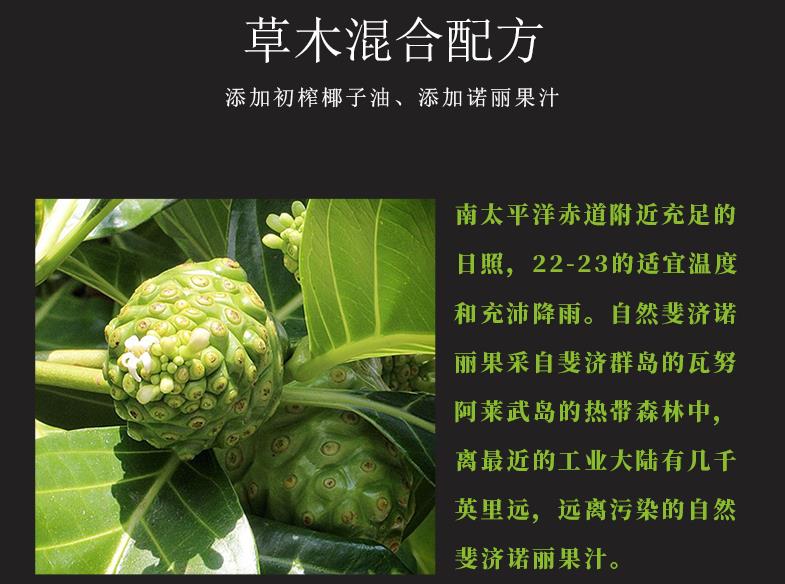 草木混合配方
添加初榨椰子油、添加诺丽果汁
南太平洋赤道附近充足的
日照，22-23的适宜温度
和充沛降雨。自然斐济诺
丽果采自斐济群岛的瓦努
阿莱武岛的热带森林中，
离最近的工业大陆有几千
英里远，远离污染的自然
斐济诺丽果汁。